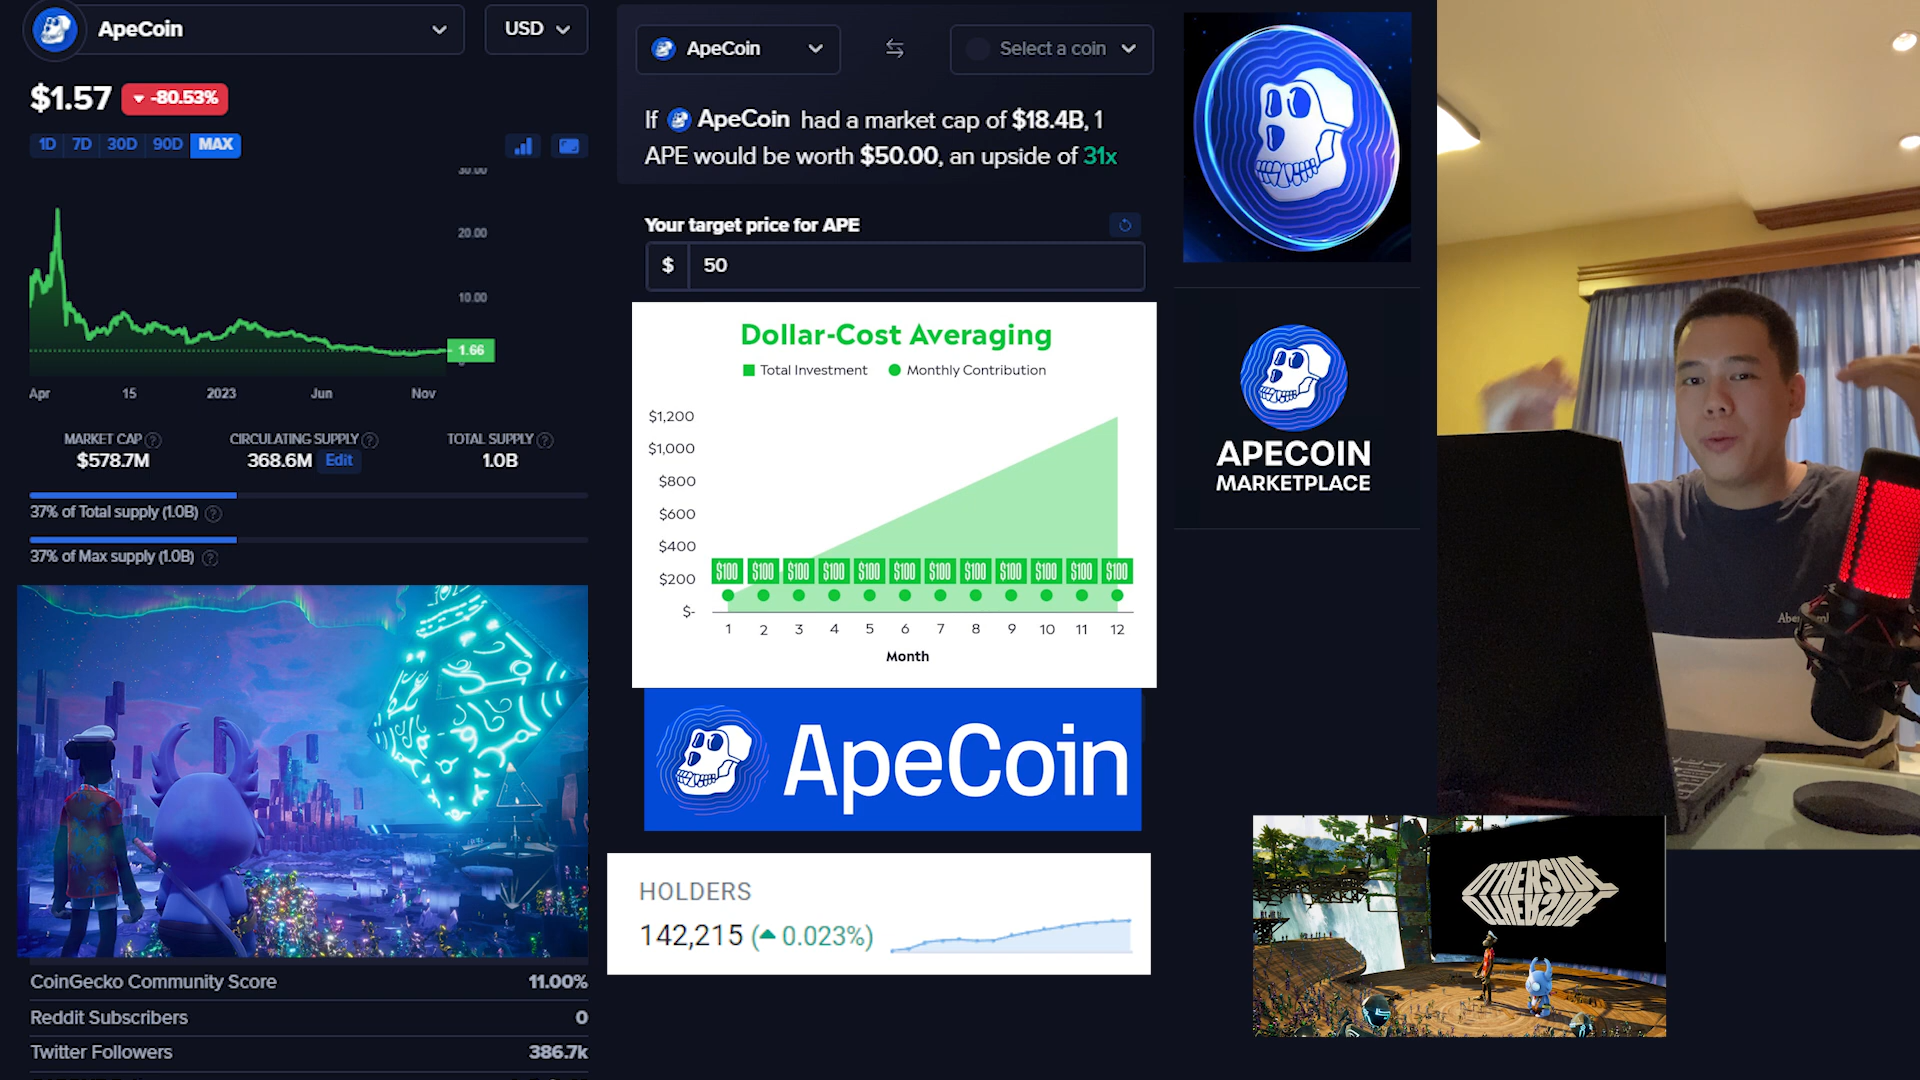 ApeCoin
USD
$1.57
-80.53%
1D 7D 30D 90D MAX
30.00
20.00
10.00
1.66
Apr 15 2023 Jun Nov
MARKET CAP CIRCULATING SUPPLY TOTAL SUPPLY
$578.7M 368.6M Edit 1.0B
37% of Total supply (1.0B)
37% of Max supply (1.0B)
CoinGecko Community Score 11.00%
Reddit Subscribers 0
Twitter Followers 386.7k
ApeCoin
Select a coin
If ApeCoin had a market cap of $18.4B, 1
APE would be worth $50.00, an upside of 31x
Your target price for APE
$ 50
Dollar-Cost Averaging
Total Investment Monthly Contribution
$1,200
$1,000
$800
$600
$400
$200
$-
$100 $100 $100 $100 $100 $100 $100 $100 $100 $100 $100 $100
1 2 3 4 5 6 7 8 9 10 11 12
Month
ApeCoin
HOLDERS
142,215 (0.023%)
APECOIN
MARKETPLACE
OTHERSIDE